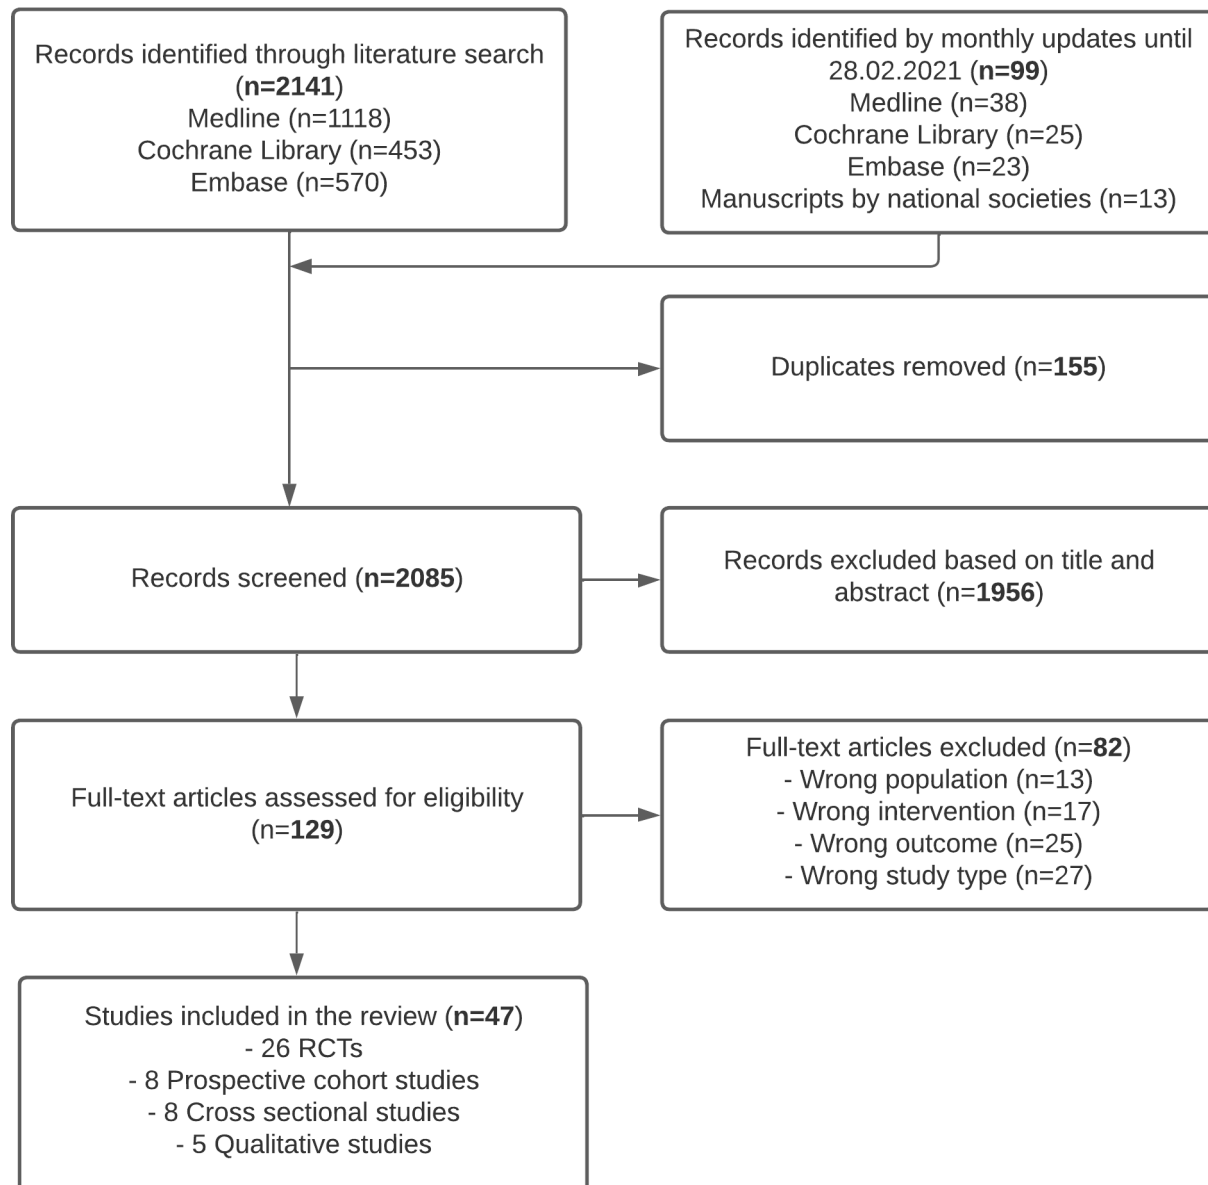 Records identified through literature search
(n=2141)
Medline (n=1118)
Cochrane Library (n=453)
Embase (n=570)
Records identified by monthly updates until
28.02.2021 (n=99)
Medline (n=38)
Cochrane Library (n=25)
Embase (n=23)
Manuscripts by national societies (n=13)
Duplicates removed (n=155)
Records screened (n=2085)
Records excluded based on title and
abstract (n=1956)
Full-text articles assessed for eligibility
(n=129)
Full-text articles excluded (n=82)
- Wrong population (n=13)
- Wrong intervention (n=17)
- Wrong outcome (n=25)
- Wrong study type (n=27)
Studies included in the review (n=47)
- 26 RCTs
- 8 Prospective cohort studies
- 8 Cross sectional studies
- 5 Qualitative studies